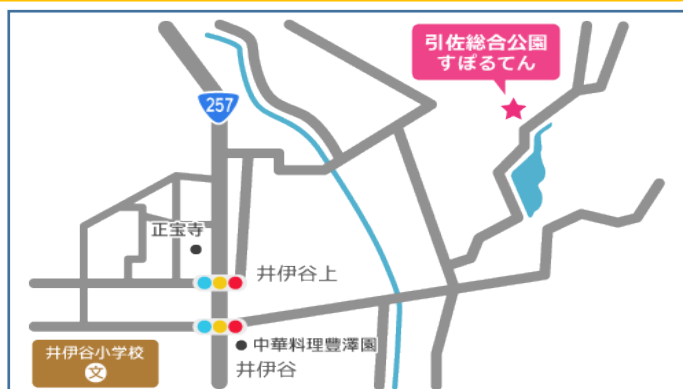 引佐総合公園
すぽるてん
257
正宝寺
井伊谷上
中華料理豊澤園
井伊谷
井伊谷小学校
文